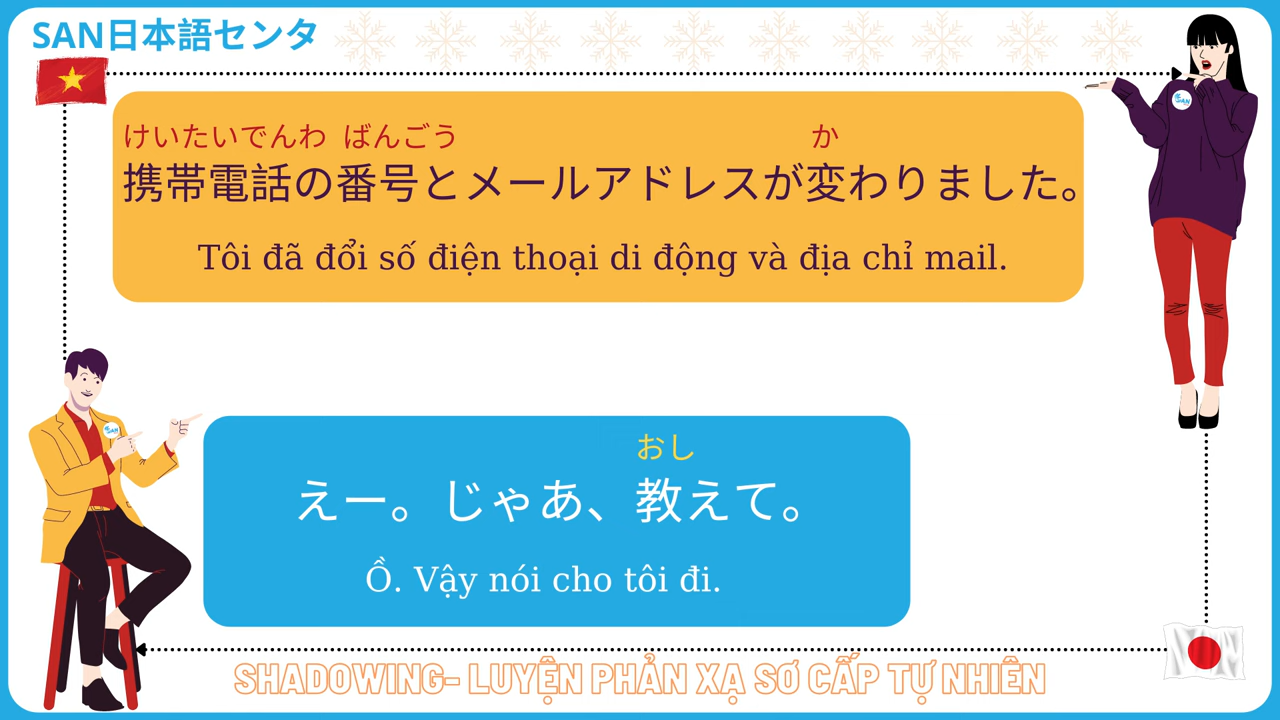 SAN日本語センタ
けいたいでんわ ばんごう か
携帯電話の番号とメールアドレスが変わりました。
Tôi đã đổi số điện thoại di động và địa chỉ mail.
おし
えー。じゃあ、教えて。
Ồ. Vậy nói cho tôi đi.
SHADOWING- LUYỆN PHẢN XẠ SƠ CẤP TỰ NHIÊN